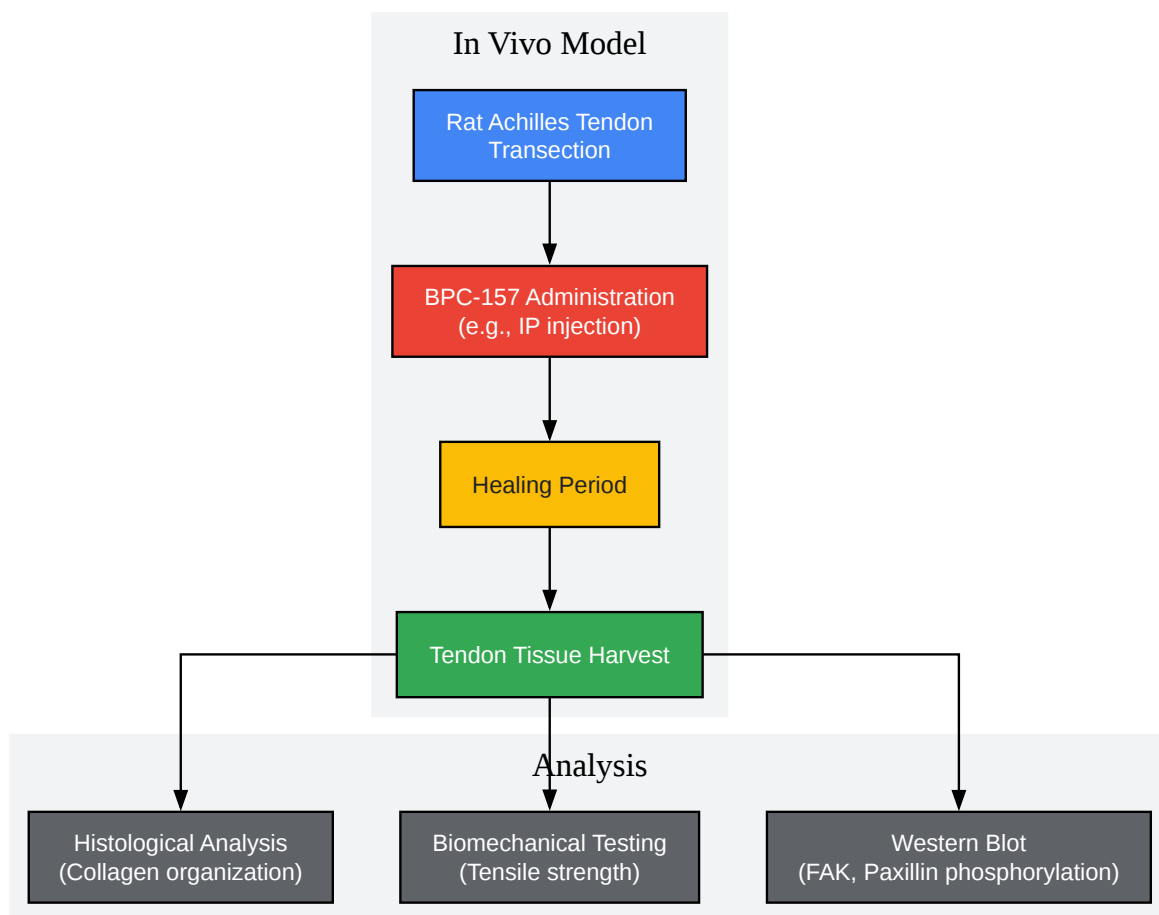 In Vivo Model
Rat Achilles Tendon
Transection
BPC-157 Administration
(e.g., IP injection)
Healing Period
Tendon Tissue Harvest
Analysis
Histological Analysis
(Collagen organization)
Biomechanical Testing
(Tensile strength)
Western Blot
(FAK, Paxillin phosphorylation)